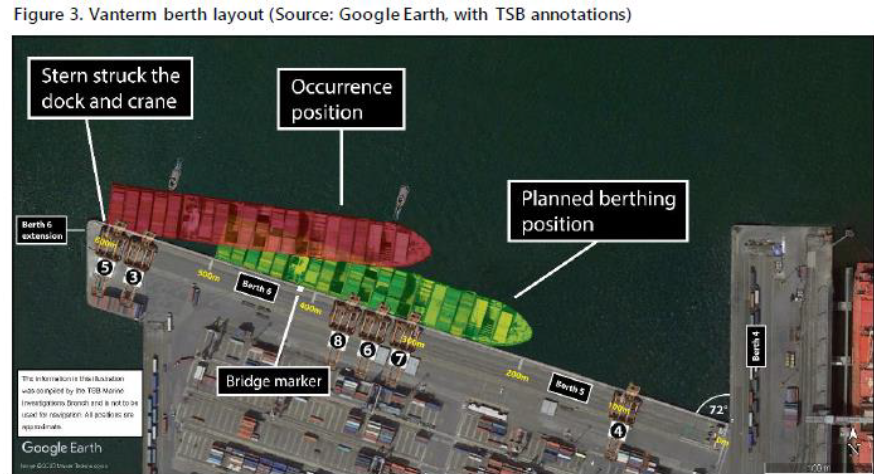 Figure 3. Vanterm berth layout (Source: Google Earth, with TSB annotations)
Stern struck the
dock and crane
Occurrence
position
Planned berthing
position
Berth 6
extension
600m
5
3
500m
Berth 6
400m
8
6
7
300m
Bridge marker
200m
Berth 5
100m
4
72°
0m
Berth 4
The information in this illustration
was compiled by the TSB Marine
Investigations Branch and is not to be
used for navigation. All positions are
approximate.
Google Earth
N
100 m